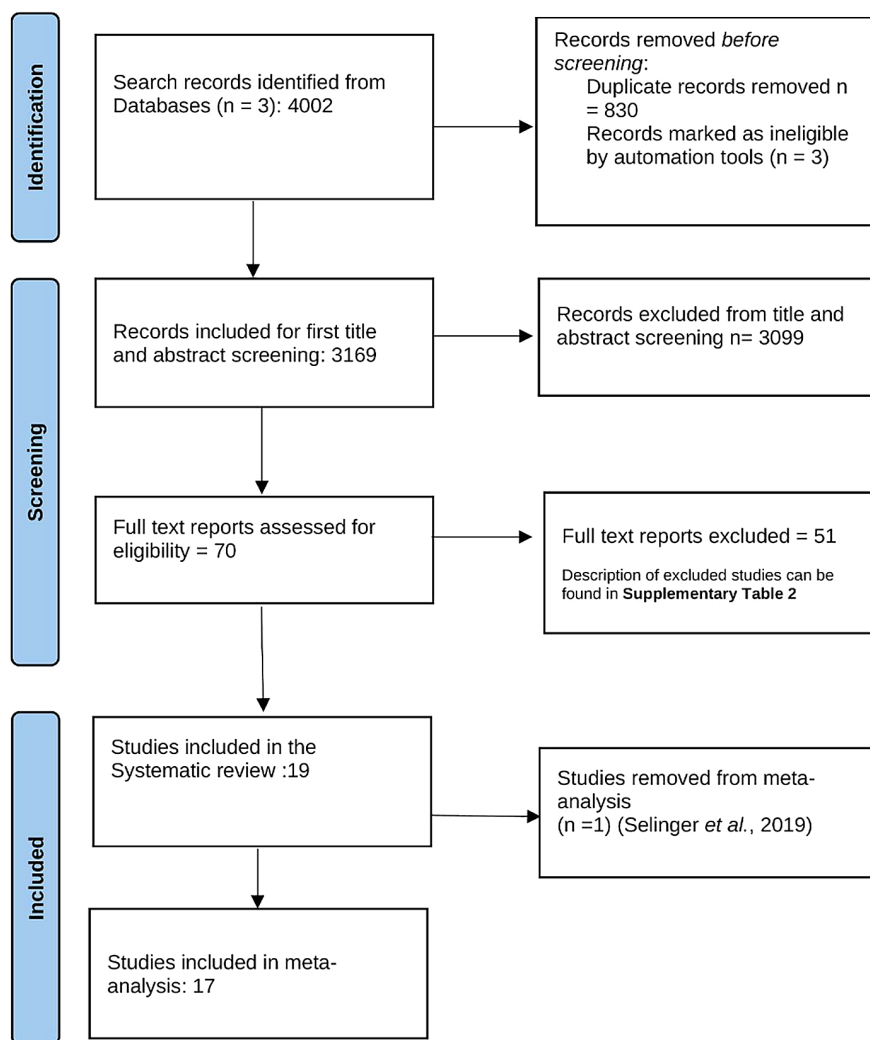 Identification
Search records identified from
Databases (n = 3): 4002
Records removed before
screening:
Duplicate records removed n
= 830
Records marked as ineligible
by automation tools (n = 3)
Screening
Records included for first title
and abstract screening: 3169
Records excluded from title and
abstract screening n= 3099
Full text reports assessed for
eligibility = 70
Full text reports excluded = 51
Description of excluded studies can be
found in Supplementary Table 2
Included
Studies included in the
Systematic review :19
Studies removed from meta-
analysis
(n =1) (Selinger et al., 2019)
Studies included in meta-
analysis: 17